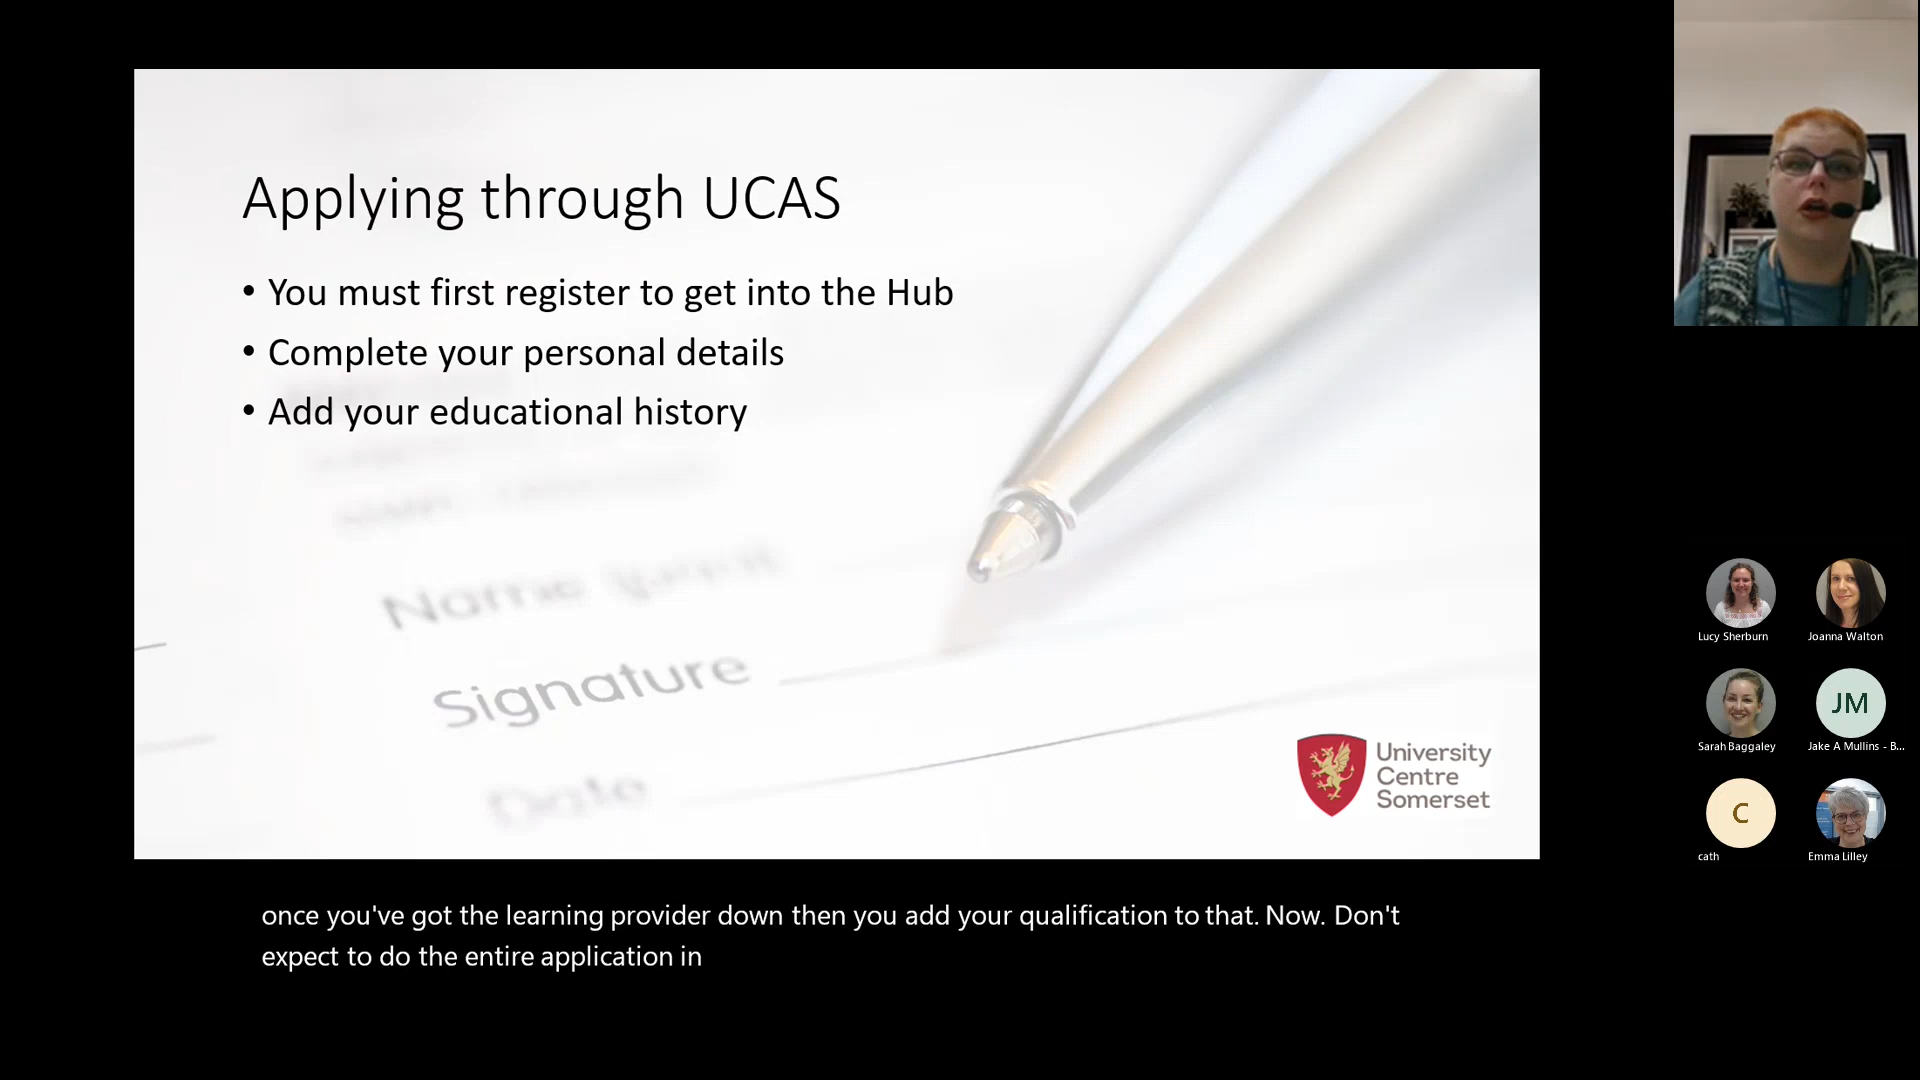 Applying through UCAS
• You must first register to get into the Hub
• Complete your personal details
• Add your educational history
Name
Signature
Date
University
Centre
Somerset
Lucy Sherburn
Joanna Walton
Sarah Baggaley
JM
Jake A Mullins - B...
C
cath
Emma Lilley
once you've got the learning provider down then you add your qualification to that. Now. Don't
expect to do the entire application in